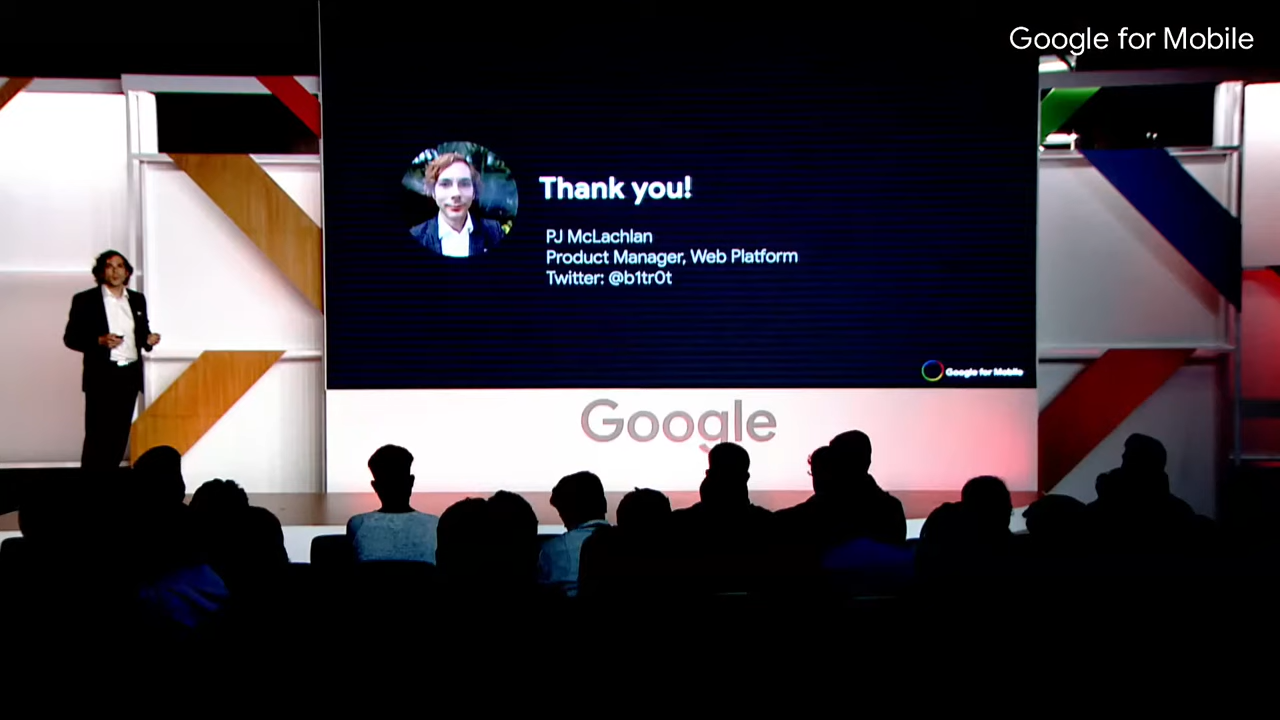 Google for Mobile
Thank you!
PJ McLachlan
Product Manager, Web Platform
Twitter: @b1tr0t
Google for Mobile
Google